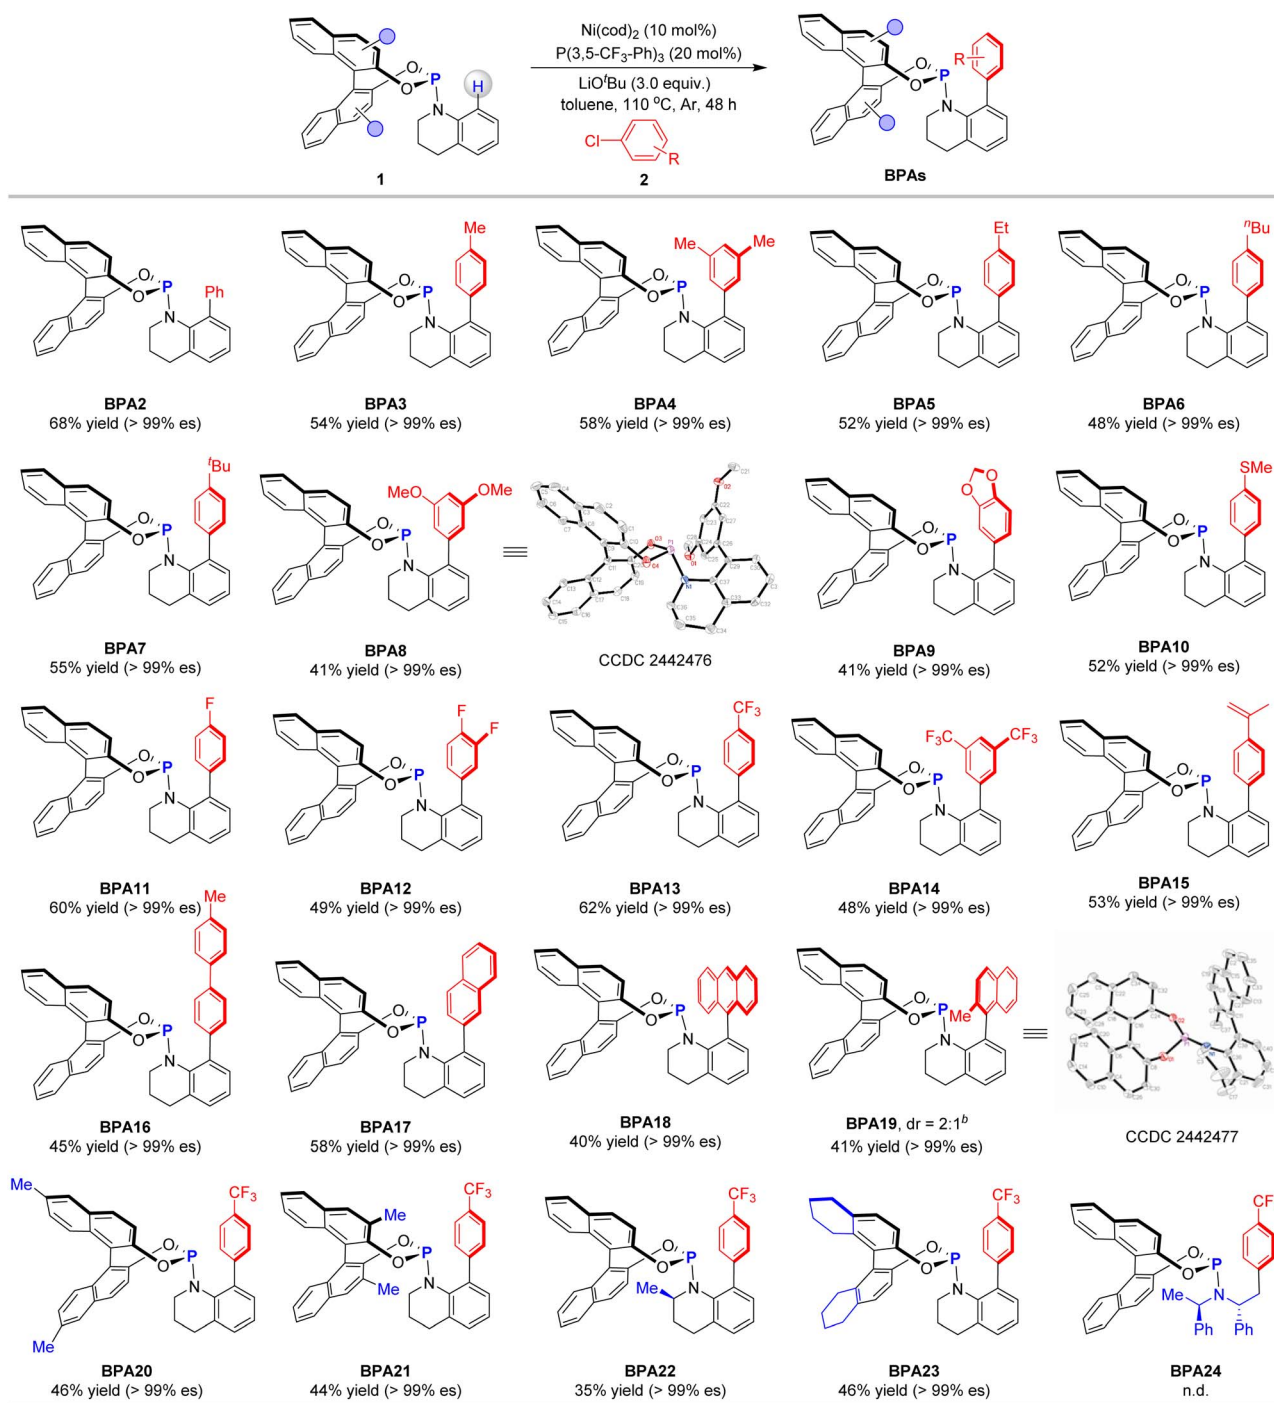 Ni(cod)2 (10 mol%)
P(3,5-CF3-Ph)3 (20 mol%)
LiOtBu (3.0 equiv.)
toluene, 110 °C, Ar, 48 h
O
O
P
N
H
Cl
R
1
2
O
O
P
N
R
BPAs
O
O
P
N
Ph
O
O
P
N
Me
O
O
P
N
Me
Me
O
O
P
N
Et
O
O
P
N
nBu
BPA2
68% yield (> 99% es)
BPA3
54% yield (> 99% es)
BPA4
58% yield (> 99% es)
BPA5
52% yield (> 99% es)
BPA6
48% yield (> 99% es)
O
O
P
N
tBu
O
O
P
N
MeO
OMe
O
O
P
N
O
O
O
O
P
N
SMe
BPA7
55% yield (> 99% es)
BPA8
41% yield (> 99% es)
CCDC 2442476
BPA9
41% yield (> 99% es)
BPA10
52% yield (> 99% es)
O
O
P
N
F
O
O
P
N
F
F
O
O
P
N
CF3
O
O
P
N
F3C
CF3
O
O
P
N
BPA11
60% yield (> 99% es)
BPA12
49% yield (> 99% es)
BPA13
62% yield (> 99% es)
BPA14
48% yield (> 99% es)
BPA15
53% yield (> 99% es)
Me
O
O
P
N
O
O
P
N
O
O
P
N
O
O
P
N
Me
BPA16
45% yield (> 99% es)
BPA17
58% yield (> 99% es)
BPA18
40% yield (> 99% es)
BPA19, dr = 2:1b
41% yield (> 99% es)
CCDC 2442477
Me
Me
O
O
P
N
CF3
Me
Me
O
O
P
N
CF3
Me
O
O
P
N
CF3
O
O
P
N
CF3
O
O
P
N
Me
Ph
Ph
CF
BPA20
46% yield (> 99% es)
BPA21
44% yield (> 99% es)
BPA22
35% yield (> 99% es)
BPA23
46% yield (> 99% es)
BPA24
n.d.